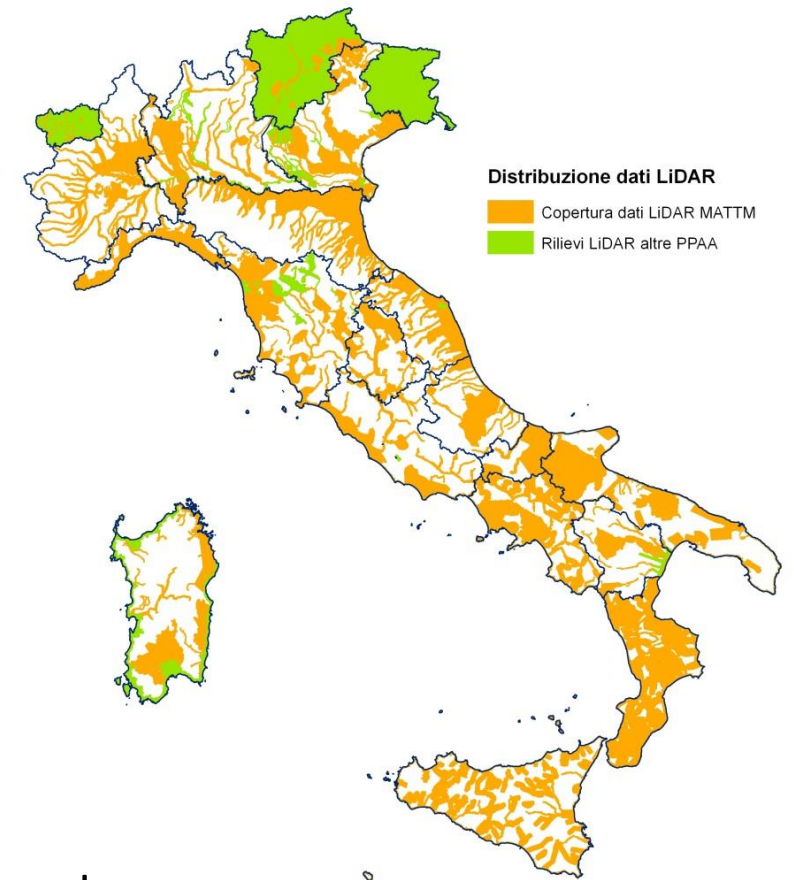 Distribuzione dati LiDAR
Copertura dati LiDAR MATTM
Rilievi LiDAR altre PPAA